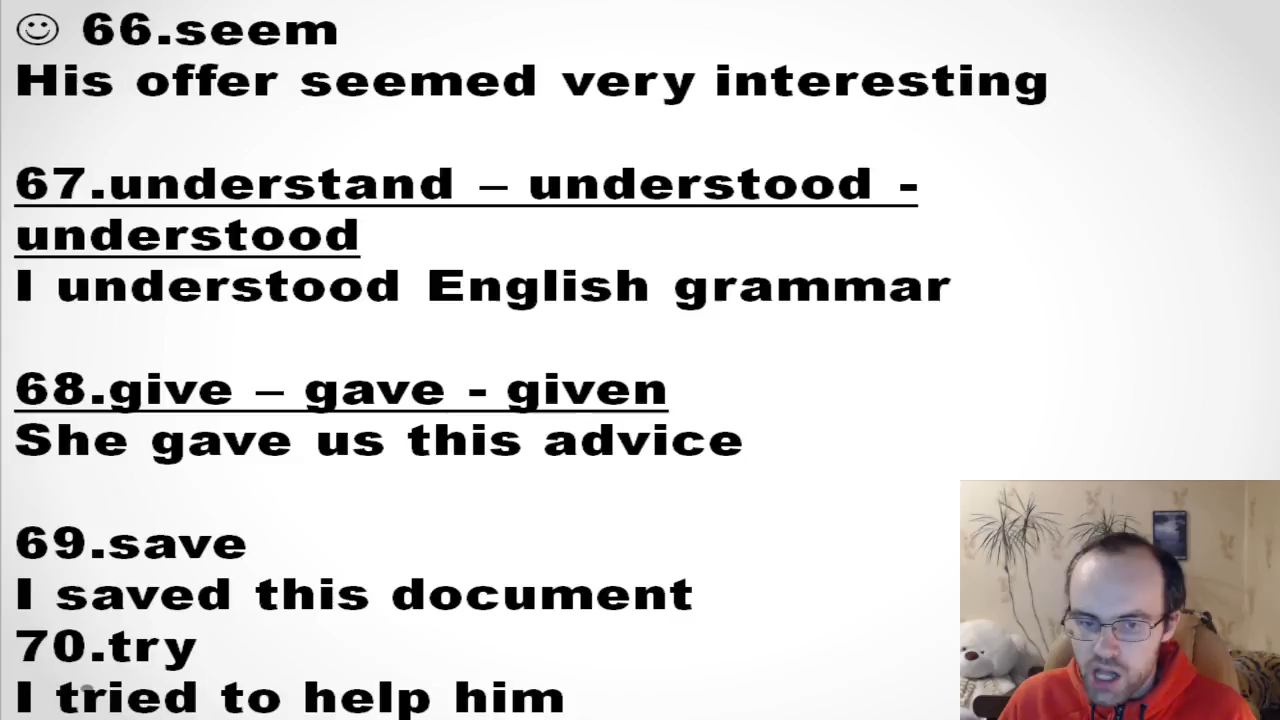 ☺ 66.seem
His offer seemed very interesting
67.understand – understood -
understood
I understood English grammar
68.give – gave - given
She gave us this advice
69.save
I saved this document
70.try
I tried to help him